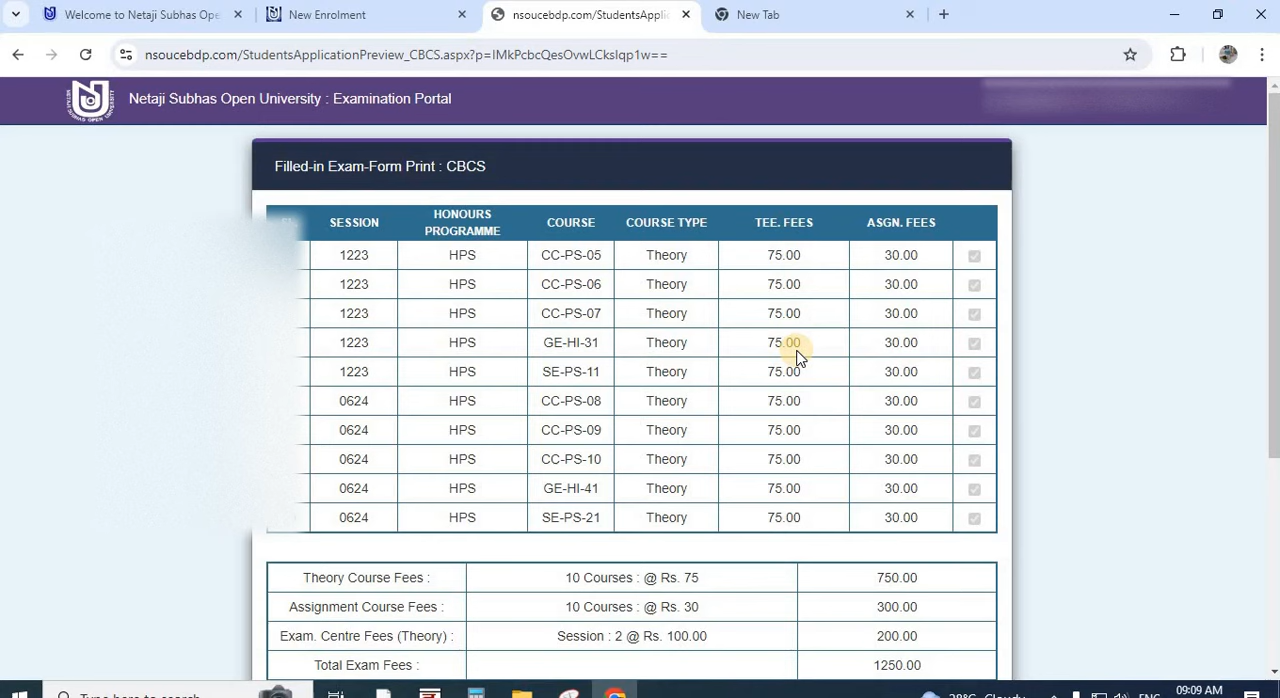 Welcome to Netaji Subhas Ope
New Enrolment
nsoucebdp.com/StudentsApplic
New Tab
nsoucebdp.com/StudentsApplicationPreview_CBCS.aspx?p=IMkPcbcQesOvwLCkslqp1w==
Netaji Subhas Open University : Examination Portal
Filled-in Exam-Form Print : CBCS
SESSION HONOURS PROGRAMME COURSE COURSE TYPE TEE. FEES ASGN. FEES
1223 HPS CC-PS-05 Theory 75.00 30.00
1223 HPS CC-PS-06 Theory 75.00 30.00
1223 HPS CC-PS-07 Theory 75.00 30.00
1223 HPS GE-HI-31 Theory 75.00 30.00
1223 HPS SE-PS-11 Theory 75.00 30.00
0624 HPS CC-PS-08 Theory 75.00 30.00
0624 HPS CC-PS-09 Theory 75.00 30.00
0624 HPS CC-PS-10 Theory 75.00 30.00
0624 HPS GE-HI-41 Theory 75.00 30.00
0624 HPS SE-PS-21 Theory 75.00 30.00
Theory Course Fees : 10 Courses : @ Rs. 75 750.00
Assignment Course Fees : 10 Courses : @ Rs. 30 300.00
Exam. Centre Fees (Theory) : Session : 2 @ Rs. 100.00 200.00
Total Exam Fees : 1250.00
Type here to search
28°C Cloudy
ENG
09:09 AM